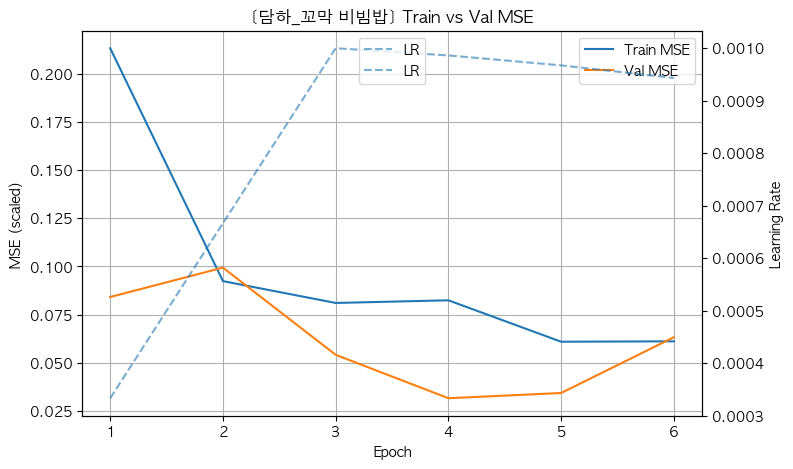 [담하_꼬막 비빔밥] Train vs Val MSE
LR
LR
Train MSE
Val MSE
MSE (scaled)
0.200
0.175
0.150
0.125
0.100
0.075
0.050
0.025
0.0010
0.0009
0.0008
0.0007
0.0006
0.0005
0.0004
0.0003
Learning Rate
1 2 3 4 5 6
Epoch